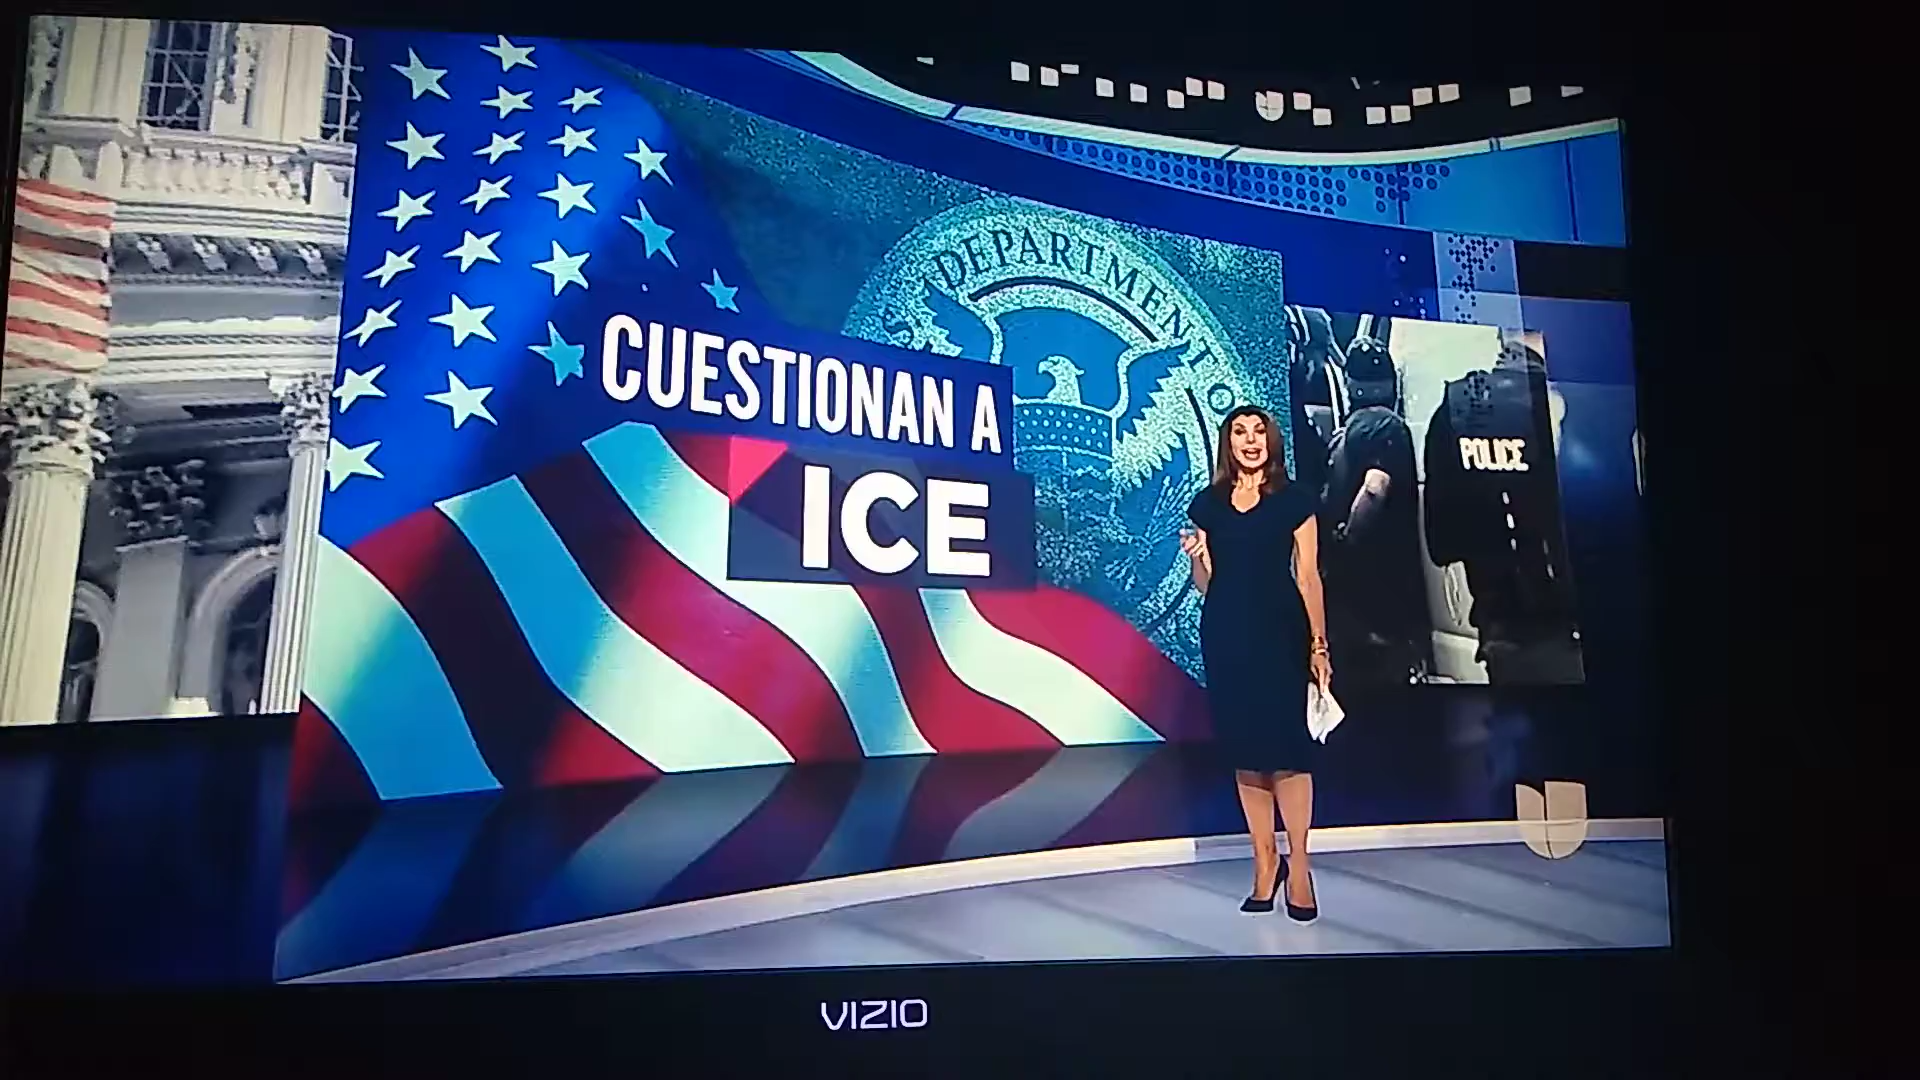 U.S. DEPARTMENT O
CUESTIONAN A
ICE
POLICE
VIZIO